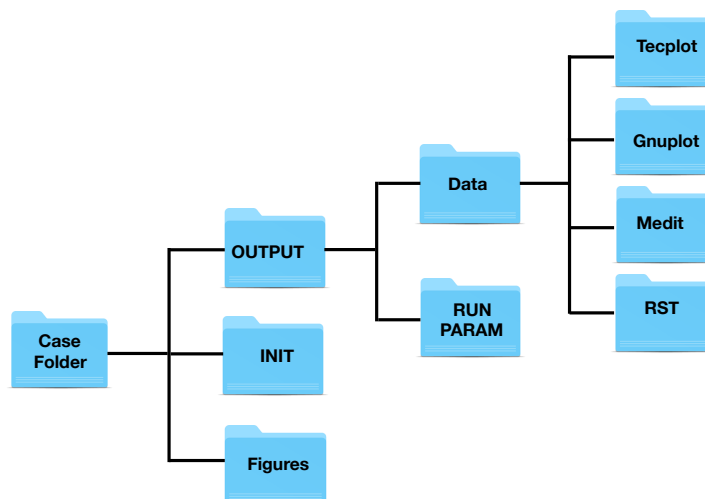 Tecplot
Gnuplot
Data
Medit
OUTPUT
RUN
PARAM
RST
Case
Folder
INIT
Figures